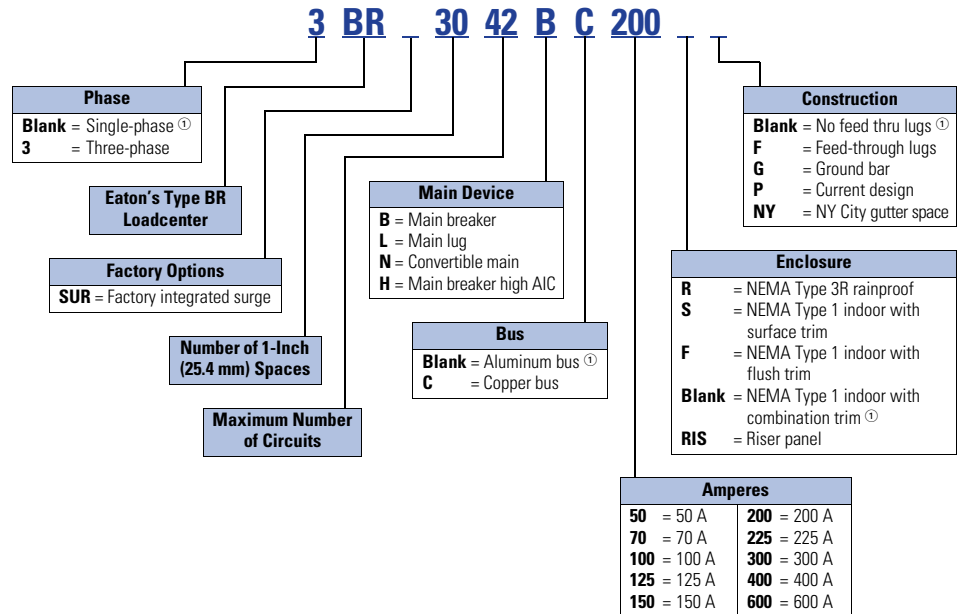 3 BR _ 30 42 B C 200 _ _
Phase
Blank = Single-phase ①
3 = Three-phase
Eaton's Type BR
Loadcenter
Factory Options
SUR = Factory integrated surge
Number of 1-Inch
(25.4 mm) Spaces
Maximum Number
of Circuits
Main Device
B = Main breaker
L = Main lug
N = Convertible main
H = Main breaker high AIC
Bus
Blank = Aluminum bus ①
C = Copper bus
Construction
Blank = No feed thru lugs ①
F = Feed-through lugs
G = Ground bar
P = Current design
NY = NY City gutter space
Enclosure
R = NEMA Type 3R rainproof
S = NEMA Type 1 indoor with
surface trim
F = NEMA Type 1 indoor with
flush trim
Blank = NEMA Type 1 indoor with
combination trim ①
RIS = Riser panel
Amperes
50 = 50 A 200 = 200 A
70 = 70 A 225 = 225 A
100 = 100 A 300 = 300 A
125 = 125 A 400 = 400 A
150 = 150 A 600 = 600 A